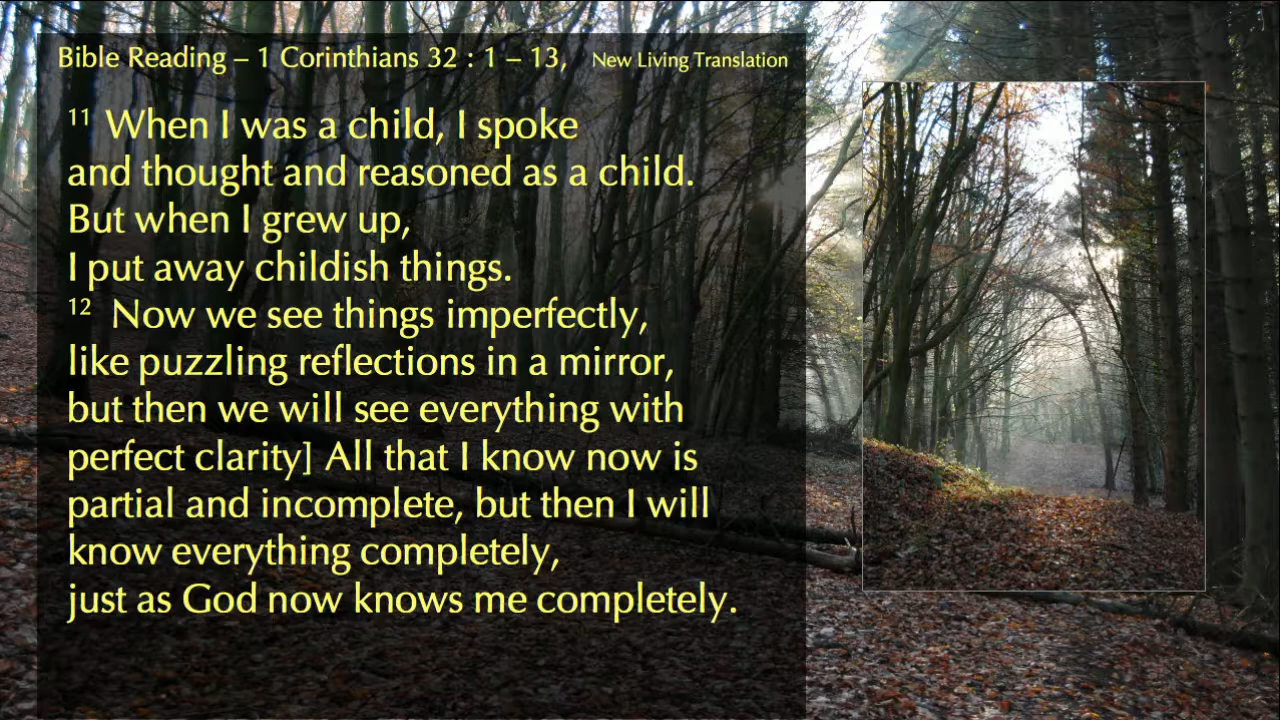 Bible Reading – 1 Corinthians 32 : 1 – 13, New Living Translation
11 When I was a child, I spoke
and thought and reasoned as a child.
But when I grew up,
I put away childish things.
12 Now we see things imperfectly,
like puzzling reflections in a mirror,
but then we will see everything with
perfect clarity] All that I know now is
partial and incomplete, but then I will
know everything completely,
just as God now knows me completely.